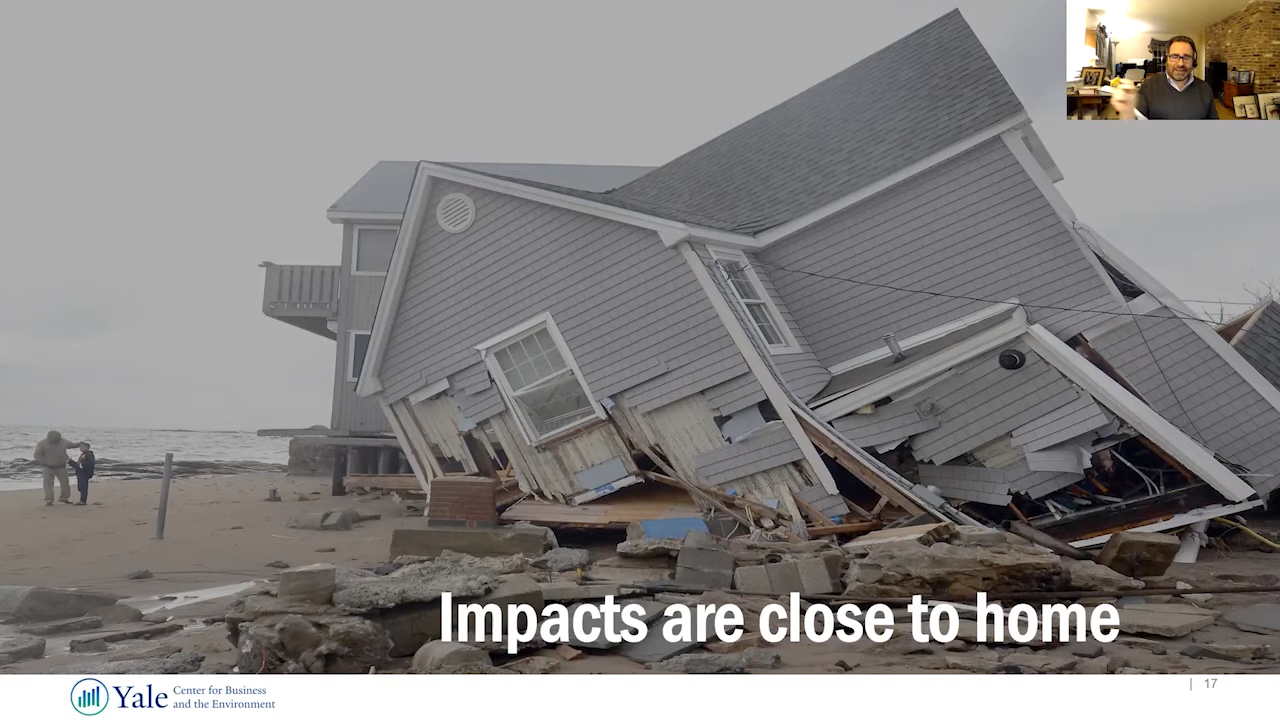 Impacts are close to home
Yale Center for Business
and the Environment
| 17